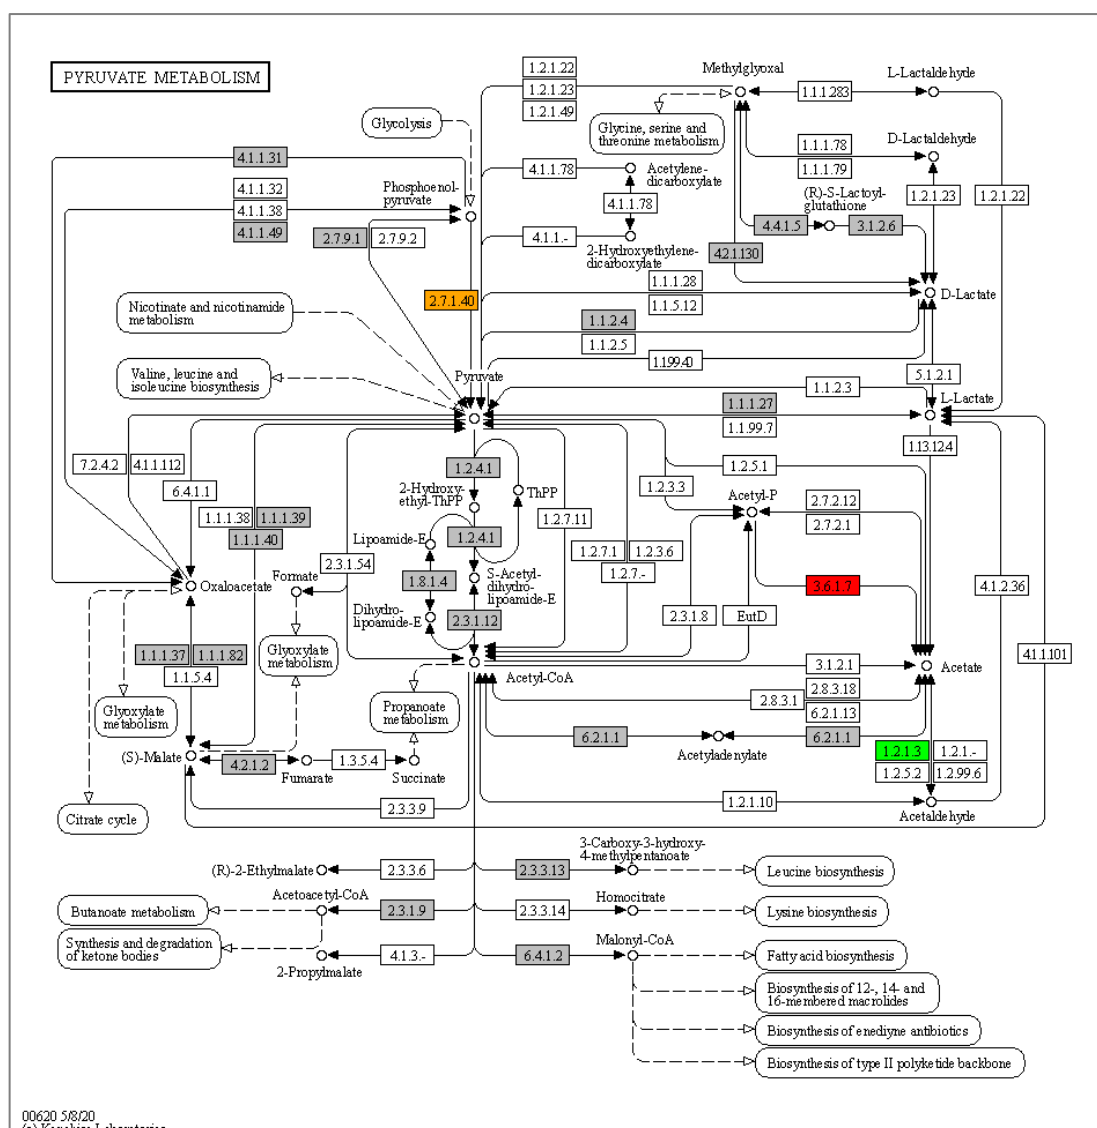 PYRUVATE METABOLISM
1.2.1.22
1.2.1.23
1.2.1.49
Methylglyoxal
L-Lactaldehyde
1.1.1.283
Glycolysis
Glycine, serine and
threonine metabolism
4.1.1.31
1.1.1.78
1.1.1.79
D-Lactaldehyde
4.1.1.32
4.1.1.38
4.1.1.49
Phosphoenol-
pyruvate
4.1.1.78
Acetylene-
dicarboxylate
4.1.1.78
(R)-S-Lactoyl-
glutathione
1.2.1.23
1.2.1.22
2.7.9.1
2.7.9.2
4.1.1.-
2-Hydroxyethylene-
dicarboxylate
4.4.1.5
3.1.2.6
4.2.1.130
Nicotinate and nicotinamide
metabolism
2.7.1.40
1.1.1.28
1.1.5.12
D-Lactate
1.1.2.4
1.1.2.5
1.1.99.40
Valine, leucine and
isoleucine biosynthesis
Pyruvate
5.1.2.1
1.1.2.3
L-Lactate
1.1.1.27
1.1.99.7
1.13.12.4
7.2.4.2
4.1.1.112
6.4.1.1
1.1.1.38
1.1.1.39
1.1.1.40
1.2.4.1
2-Hydroxy-
ethyl-ThPP
ThPP
1.2.7.11
1.2.3.3
1.2.5.1
Acetyl-P
2.7.2.12
2.7.2.1
Lipoamide-E
1.2.4.1
2.3.1.54
1.2.7.1
1.2.3.6
1.2.7.-
Oxaloacetate
Formate
1.8.1.4
S-Acetyl-
dihydro-
lipoamide-E
3.6.1.7
4.1.2.36
Dihydro-
lipoamide-E
2.3.1.12
2.3.1.8
EutD
1.1.1.37
1.1.1.82
1.1.5.4
Glyoxylate
metabolism
Acetyl-CoA
3.1.2.1
Acetate
4.1.1.101
Glyoxylate
metabolism
Propanoate
metabolism
2.8.3.1
2.8.3.18
6.2.1.13
6.2.1.1
Acetyladenylate
6.2.1.1
(S)-Malate
4.2.1.2
Fumarate
1.3.5.4
Succinate
1.2.1.3
1.2.1.-
1.2.5.2
1.2.99.6
2.3.3.9
1.2.1.10
Acetaldehyde
Citrate cycle
(R)-2-Ethylmalate
2.3.3.6
2.3.3.13
3-Carboxy-3-hydroxy-
4-methylpentanoate
Leucine biosynthesis
Acetoacetyl-CoA
Butanoate metabolism
2.3.1.9
2.3.3.14
Homocitrate
Lysine biosynthesis
Synthesis and degradation
of ketone bodies
2-Propylmalate
4.1.3.-
6.4.1.2
Malonyl-CoA
Fatty acid biosynthesis
Biosynthesis of 12-, 14- and
16-membered macrolides
Biosynthesis of enediyne antibiotics
Biosynthesis of type II polyketide backbone
00620 5/8/20
(c) Kanehisa Laboratories